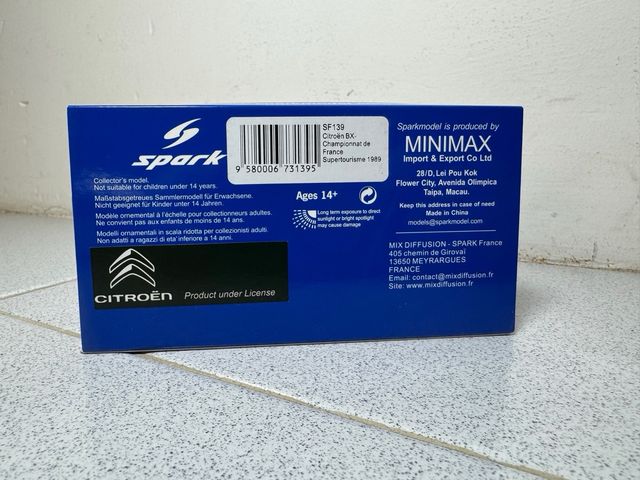 spark
Collector's model.
Not suitable for children under 14 years.
Maßstabsgetreues Sammlermodell für Erwachsene.
Nicht geeignet für Kinder unter 14 Jahren.
Modèle ornemental à l'échelle pour collectionneurs adultes.
Ne convient pas aux enfants de moins de 14 ans.
Modelli ornamentali in scala ridotta per collezionisti adulti.
Non adatti a ragazzi di eta' inferiore a 14 anni.
CITROËN
Product under License
SF139
Citroën BX-
Championnat de
France
Supertourisme 1989
9 580006 731395
Ages 14+
Long term exposure to direct
sunlight or bright spotlight
may cause damage
Sparkmodel is produced by
MINIMAX
Import & Export Co Ltd
28/D, Lei Pou Kok
Flower City, Avenida Olimpica
Taipa, Macau.
Keep this address in case of need
Made in China
models@sparkmodel.com
MIX DIFFUSION - SPARK France
405 chemin de Girovaï
13650 MEYRARGUES
FRANCE
Email: contact@mixdiffusion.fr
Site: www.mixdiffusion.fr